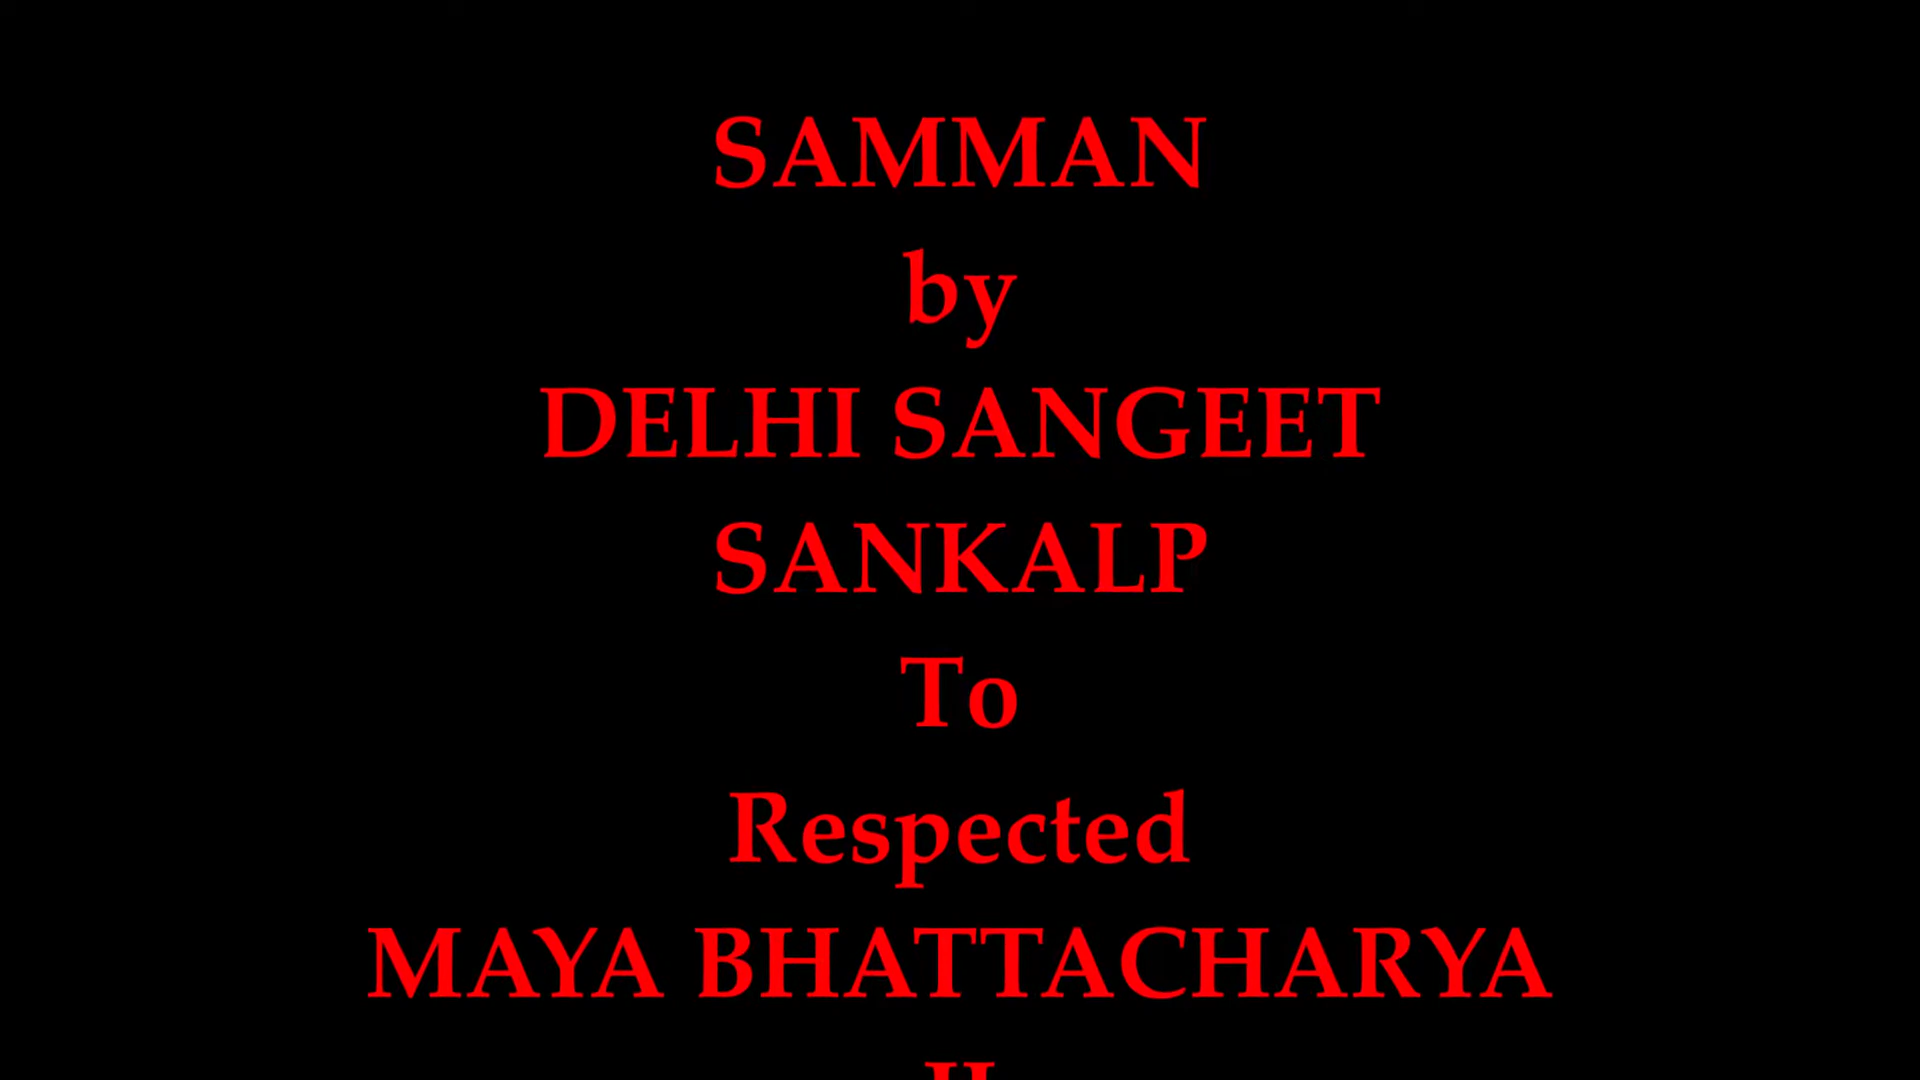 SAMMAN
by
DELHI SANGEET
SANKALP
To
Respected
MAYA BHATTACHARYA